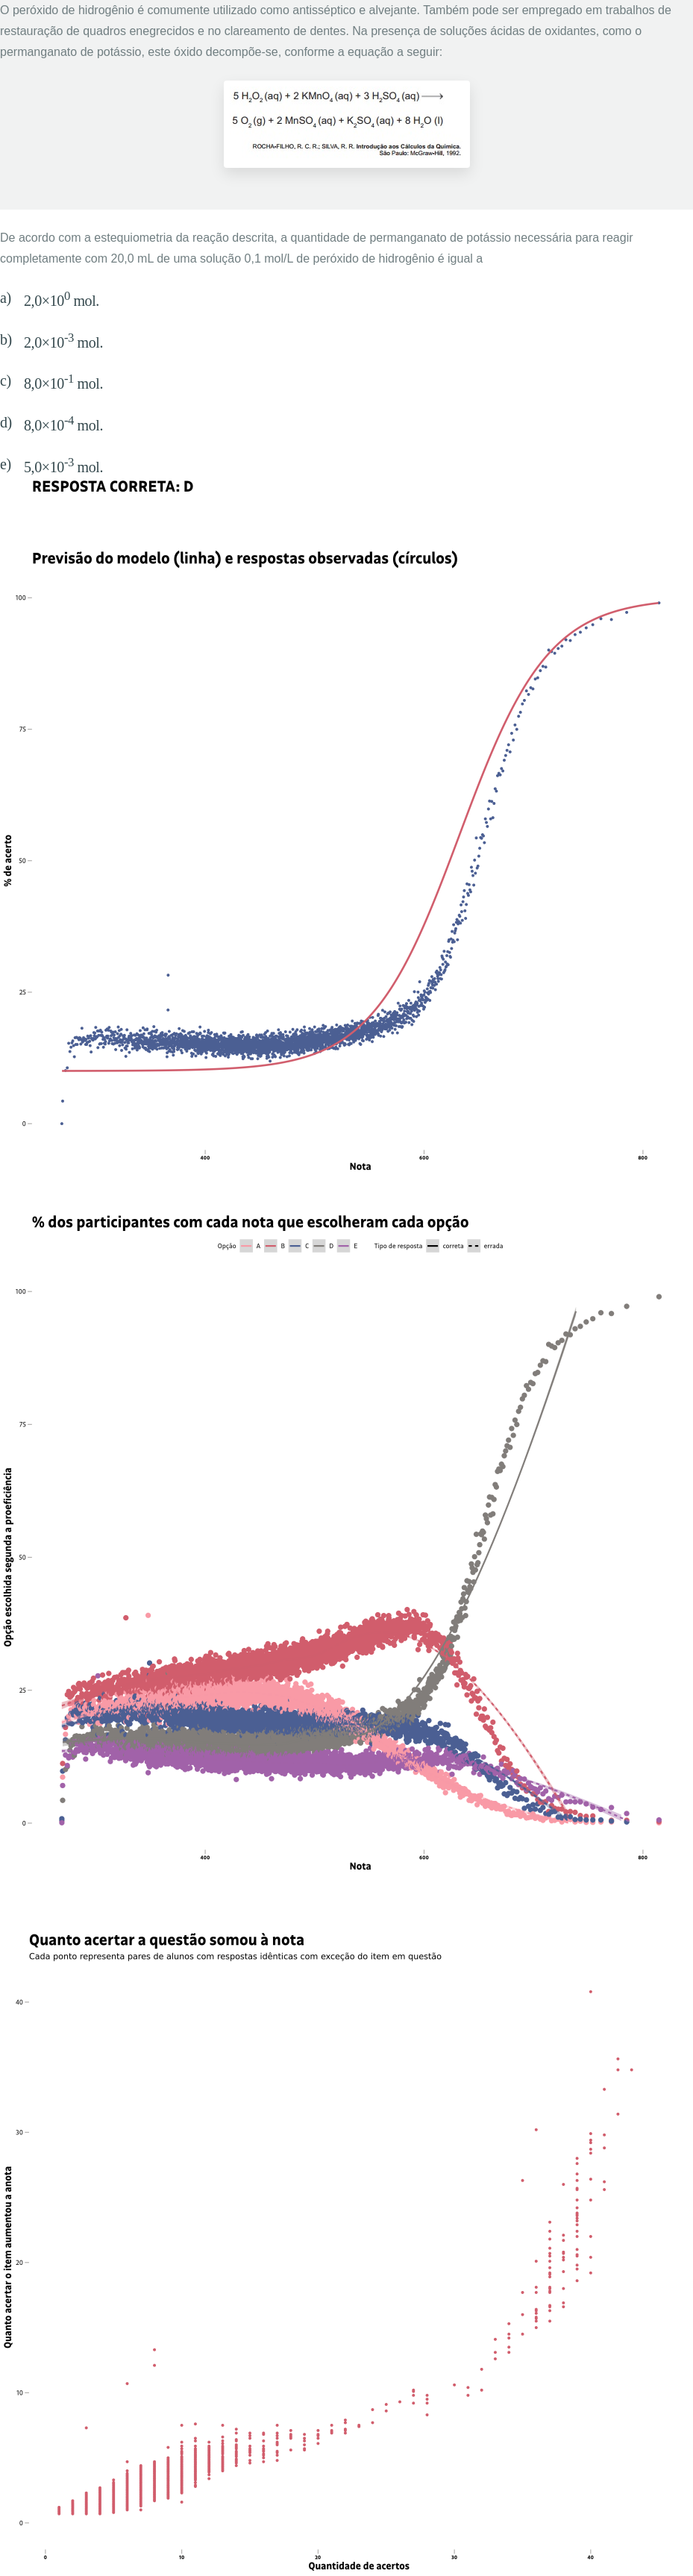 O peróxido de hidrogênio é comumente utilizado como antisséptico e alvejante. Também pode ser empregado em trabalhos de
restauração de quadros enegrecidos e no clareamento de dentes. Na presença de soluções ácidas de oxidantes, como o
permanganato de potássio, este óxido decompõe-se, conforme a equação a seguir:
5 H2O2 (aq) + 2 KMnO4 (aq) + 3 H2SO4 (aq) ⟶
5 O2 (g) + 2 MnSO4 (aq) + K2SO4 (aq) + 8 H2O (l)
ROCHA-FILHO, R. C. R.; SILVA, R. R. Introdução aos Cálculos da Química.
São Paulo: McGraw-Hill, 1992.
De acordo com a estequiometria da reação descrita, a quantidade de permanganato de potássio necessária para reagir
completamente com 20,0 mL de uma solução 0,1 mol/L de peróxido de hidrogênio é igual a
a) 2,0×10^0 mol.
b) 2,0×10^-3 mol.
c) 8,0×10^-1 mol.
d) 8,0×10^-4 mol.
e) 5,0×10^-3 mol.
RESPOSTA CORRETA: D
Previsão do modelo (linha) e respostas observadas (círculos)
100
75
50
25
0
% de acerto
400 600 800
Nota
% dos participantes com cada nota que escolheram cada opção
Opção A B C D E Tipo de resposta correta errada
100
75
50
25
0
Opção escolhida segunda a proeficiência
400 600 800
Nota
Quanto acertar a questão somou à nota
Cada ponto representa pares de alunos com respostas idênticas com exceção do item em questão
40
30
20
10
0
Quanto acertar o item aumentou a anota
0 10 20 30 40
Quantidade de acertos